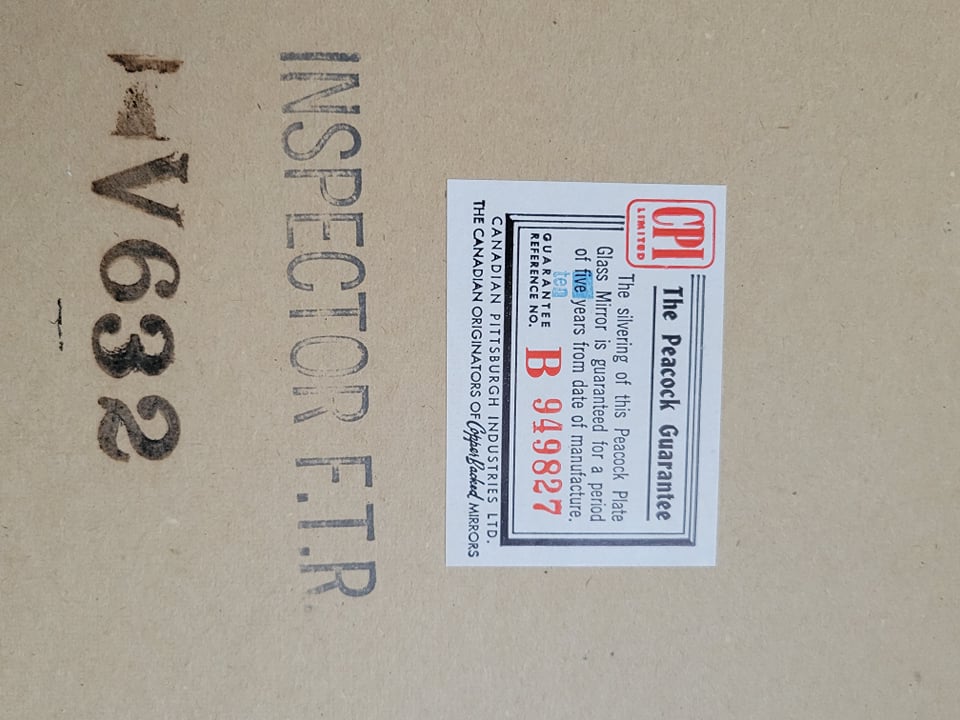 CPI
LIMITED
The Peacock Guarantee
The silvering of this Peacock Plate
Glass Mirror is guaranteed for a period
of five years from date of manufacture.
ten
GUARANTEE
REFERENCE NO. B 949827
CANADIAN PITTSBURGH INDUSTRIES LTD.
THE CANADIAN ORIGINATORS OF Copper Backed MIRRORS
INSPECTOR F.T.R.
V632